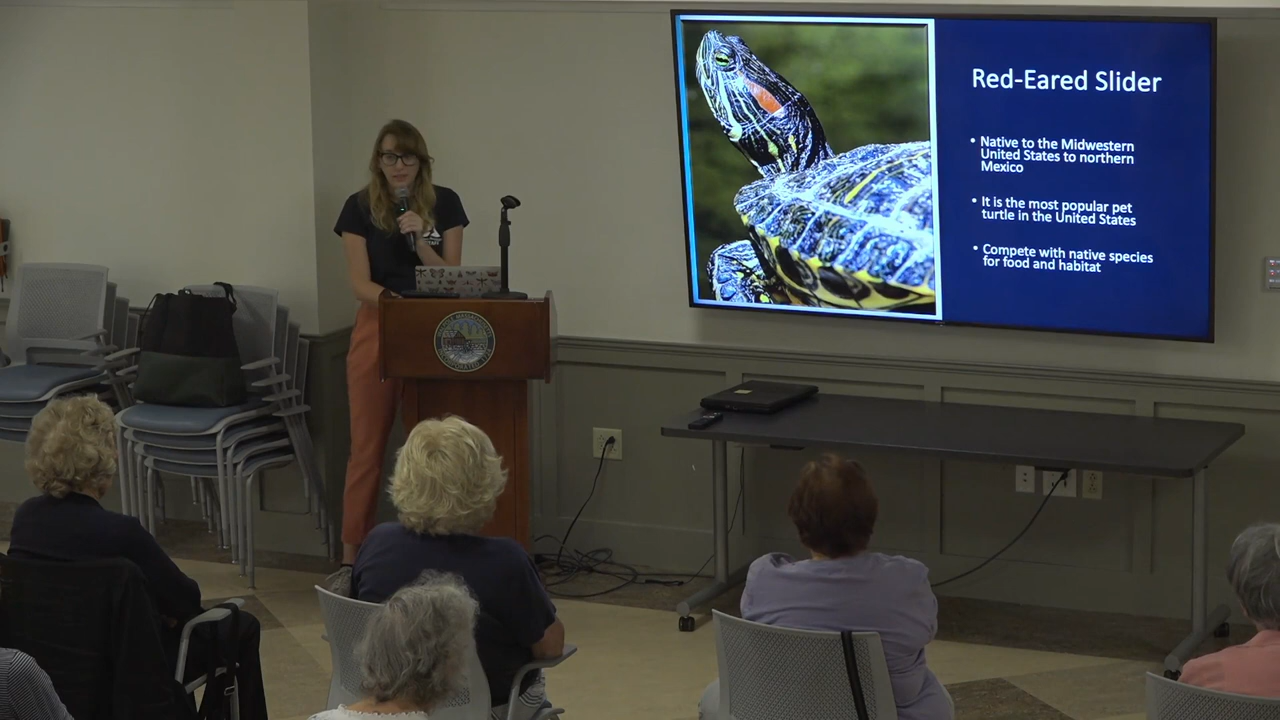 Red-Eared Slider
• Native to the Midwestern
United States to northern
Mexico
• It is the most popular pet
turtle in the United States
• Compete with native species
for food and habitat
STAFF